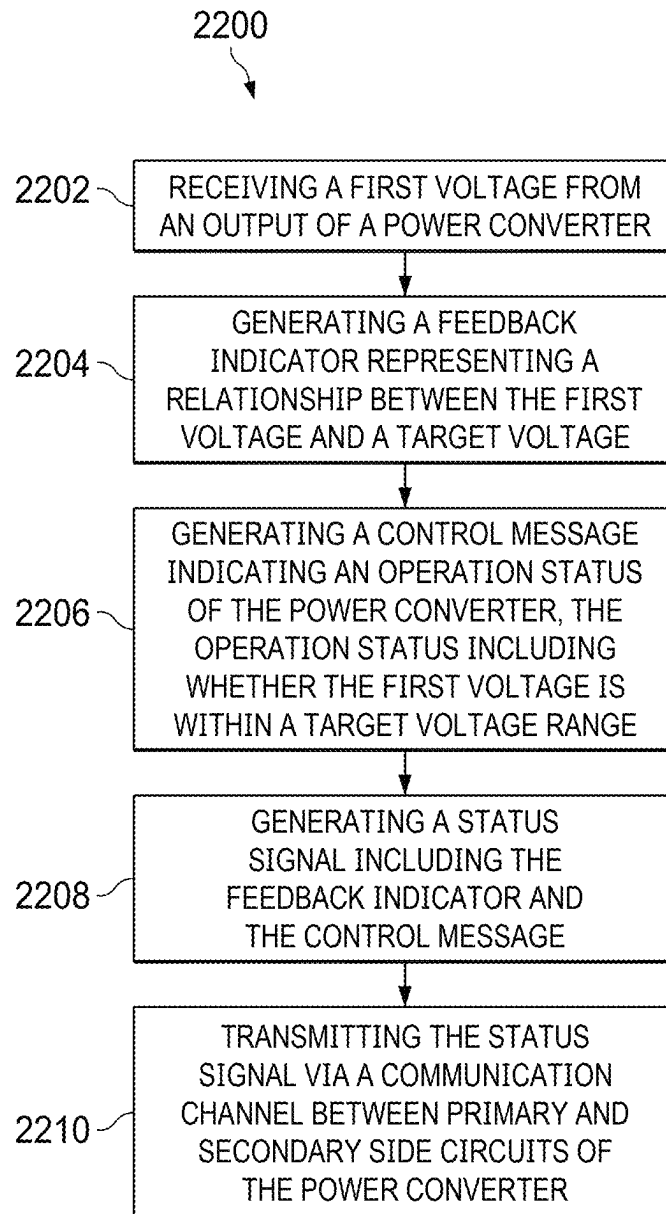 2200
2202
RECEIVING A FIRST VOLTAGE FROM
AN OUTPUT OF A POWER CONVERTER
2204
GENERATING A FEEDBACK
INDICATOR REPRESENTING A
RELATIONSHIP BETWEEN THE FIRST
VOLTAGE AND A TARGET VOLTAGE
2206
GENERATING A CONTROL MESSAGE
INDICATING AN OPERATION STATUS
OF THE POWER CONVERTER, THE
OPERATION STATUS INCLUDING
WHETHER THE FIRST VOLTAGE IS
WITHIN A TARGET VOLTAGE RANGE
2208
GENERATING A STATUS
SIGNAL INCLUDING THE
FEEDBACK INDICATOR AND
THE CONTROL MESSAGE
2210
TRANSMITTING THE STATUS
SIGNAL VIA A COMMUNICATION
CHANNEL BETWEEN PRIMARY AND
SECONDARY SIDE CIRCUITS OF
THE POWER CONVERTER